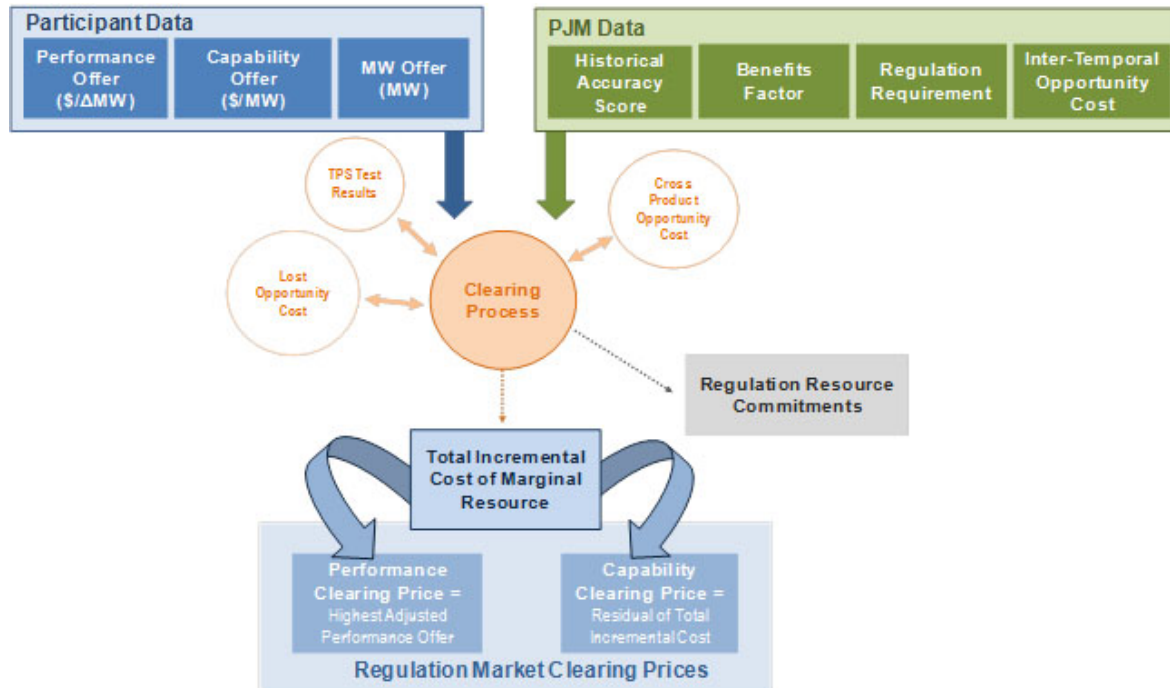 Participant Data
Performance
Offer
($/ΔMW)
Capability
Offer
($/MW)
MW Offer
(MW)
PJM Data
Historical
Accuracy
Score
Benefits
Factor
Regulation
Requirement
Inter-Temporal
Opportunity
Cost
TPS Test
Results
Cross
Product
Opportunity
Cost
Lost
Opportunity
Cost
Clearing
Process
Regulation Resource
Commitments
Total Incremental
Cost of Marginal
Resource
Performance
Clearing Price =
Highest Adjusted
Performance Offer
Capability
Clearing Price =
Residual of Total
Incremental Cost
Regulation Market Clearing Prices